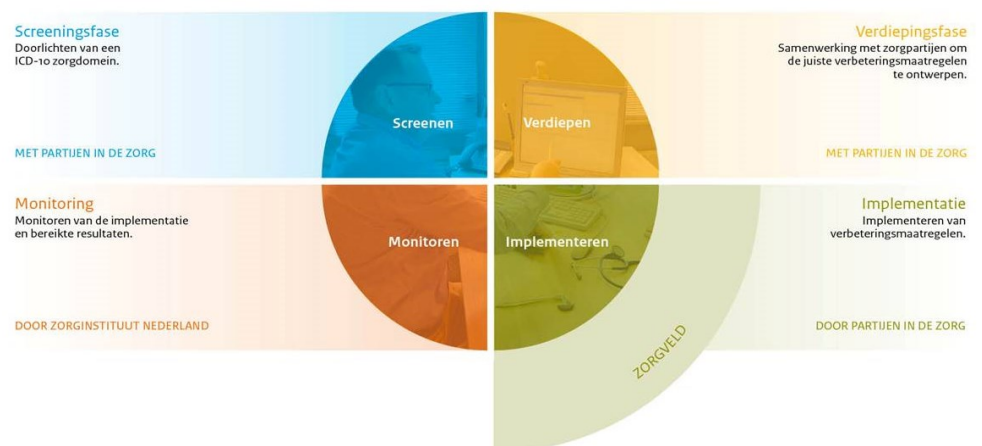 Screeningsfase
Doorlichten van een
ICD-10 zorgdomein.
MET PARTIJEN IN DE ZORG
Screenen
Verdiepen
Verdiepingsfase
Samenwerking met zorgpartijen om
de juiste verbeteringsmaatregelen
te ontwerpen.
MET PARTIJEN IN DE ZORG
Monitoring
Monitoren van de implementatie
en bereikte resultaten.
DOOR ZORGINSTITUUT NEDERLAND
Monitoren
Implementeren
Implementatie
Implementeren van
verbeteringsmaatregelen.
DOOR PARTIJEN IN DE ZORG
ZORGVELD